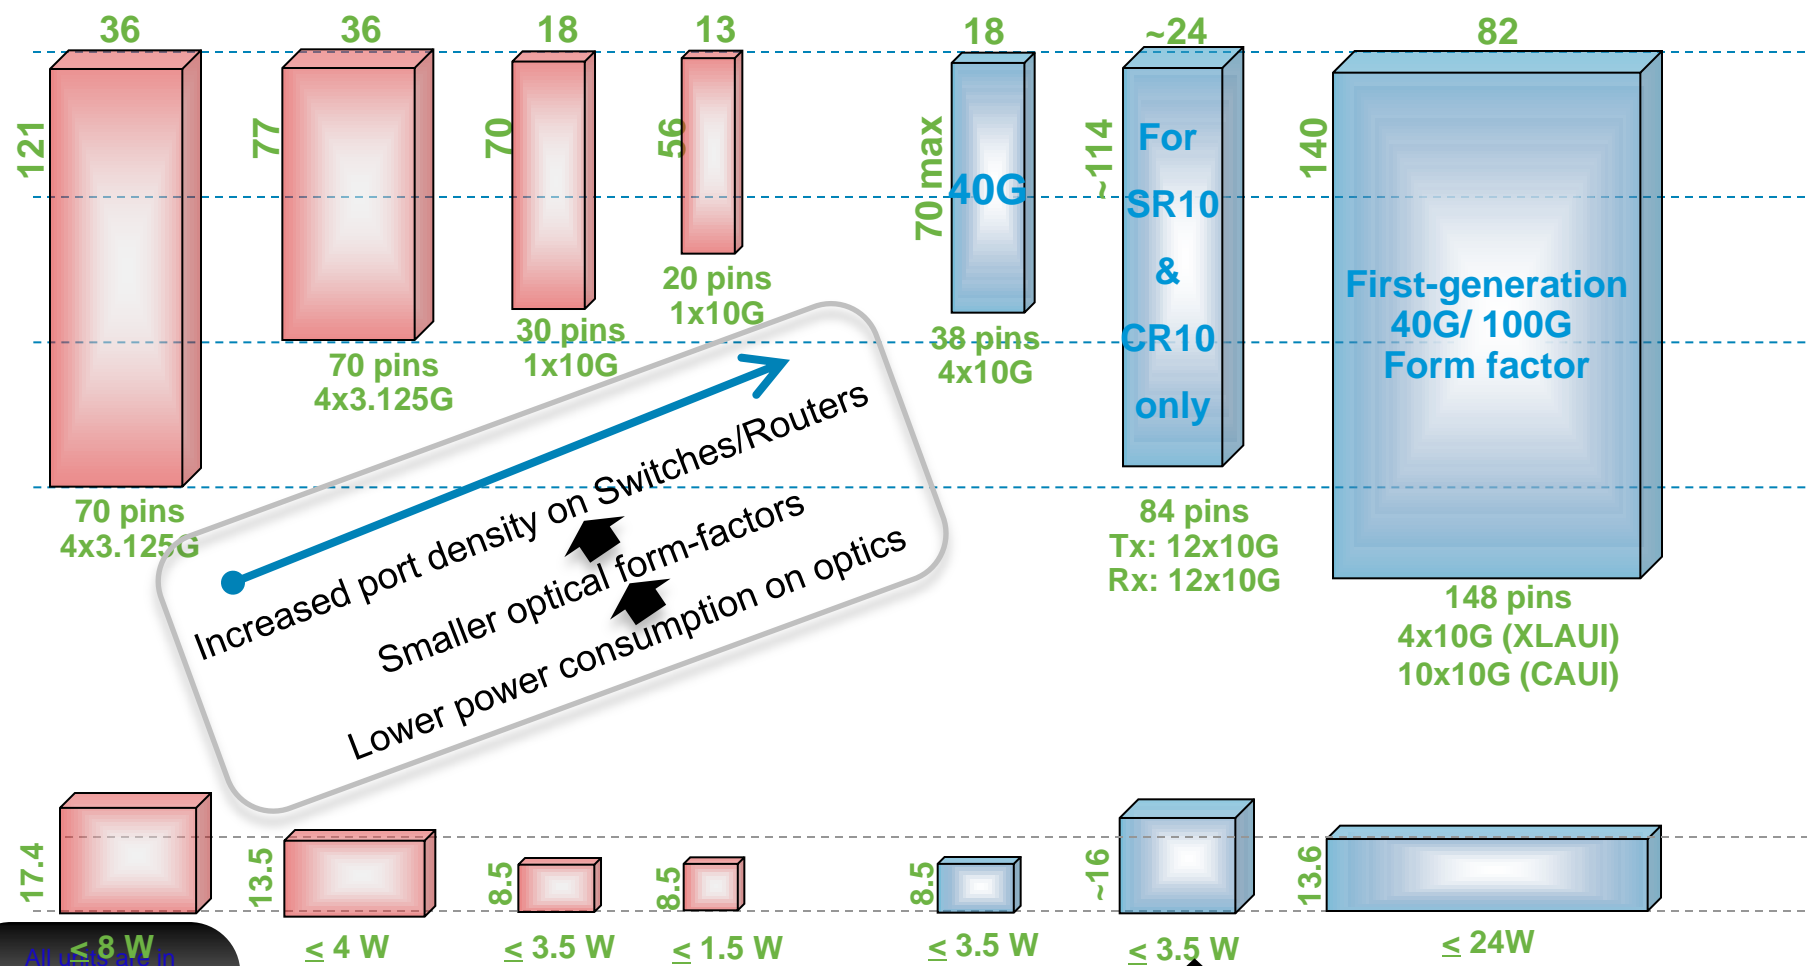 36
36
18
13
18
~24
82
121
77
70
56
70 max
~114
140
40G
For
SR10
&
CR10
only
First-generation
40G/ 100G
Form factor
20 pins
1x10G
30 pins
1x10G
38 pins
4x10G
70 pins
4x3.125G
70 pins
4x3.125G
84 pins
Tx: 12x10G
Rx: 12x10G
148 pins
4x10G (XLAUI)
10x10G (CAUI)
Increased port density on Switches/Routers
Smaller optical form-factors
Lower power consumption on optics
17.4
13.5
8.5
8.5
8.5
~16
13.6
≤ 8 W
≤ 4 W
≤ 3.5 W
≤ 1.5 W
≤ 3.5 W
≤ 3.5 W
≤ 24W
All units are in